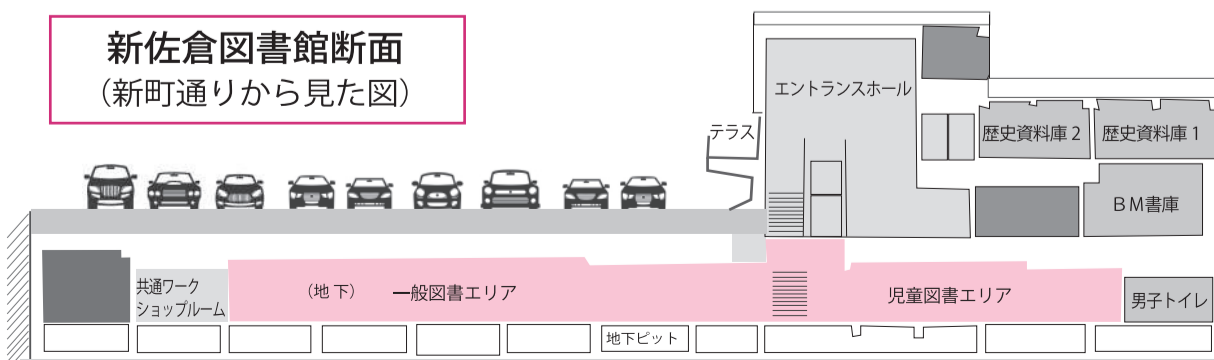 新佐倉図書館断面
（新町通りから見た図）
エントランスホール
テラス
歴史資料庫 2
歴史資料庫 1
ＢＭ書庫
共通ワーク
ショップルーム
（地 下）
一般図書エリア
児童図書エリア
男子トイレ
地下ピット